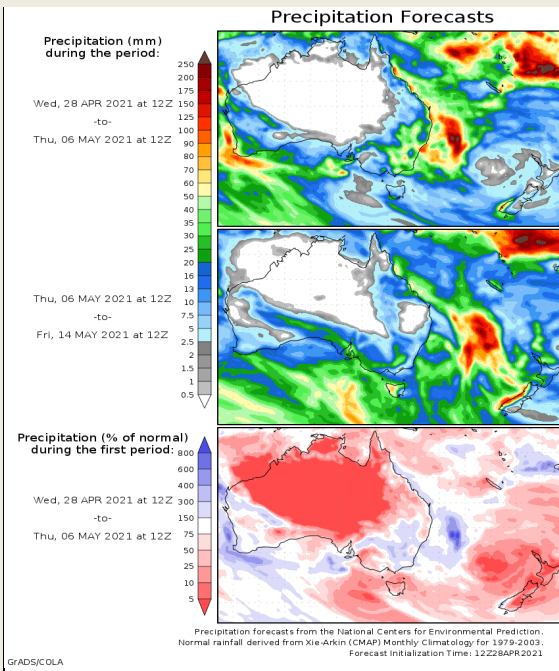 Precipitation Forecasts
Precipitation (mm)
during the period:
Wed, 28 APR 2021 at 12Z
-to-
Thu, 06 MAY 2021 at 12Z
250
200
175
150
125
100
90
80
70
60
50
40
35
30
25
20
16
13
10
7.5
5
2.5
2
1.5
1
0.5
Thu, 06 MAY 2021 at 12Z
-to-
Fri, 14 MAY 2021 at 12Z
Precipitation (% of normal)
during the first period:
Wed, 28 APR 2021 at 12Z
-to-
Thu, 06 MAY 2021 at 12Z
800
600
400
300
150
75
50
25
10
5
Precipitation forecasts from the National Centers for Environmental Prediction.
Normal rainfall derived from Xie-Arkin (CMAP) Monthly Climatology for 1979-2003.
Forecast Initialization Time: 12Z28APR2021
GrADS/COLA